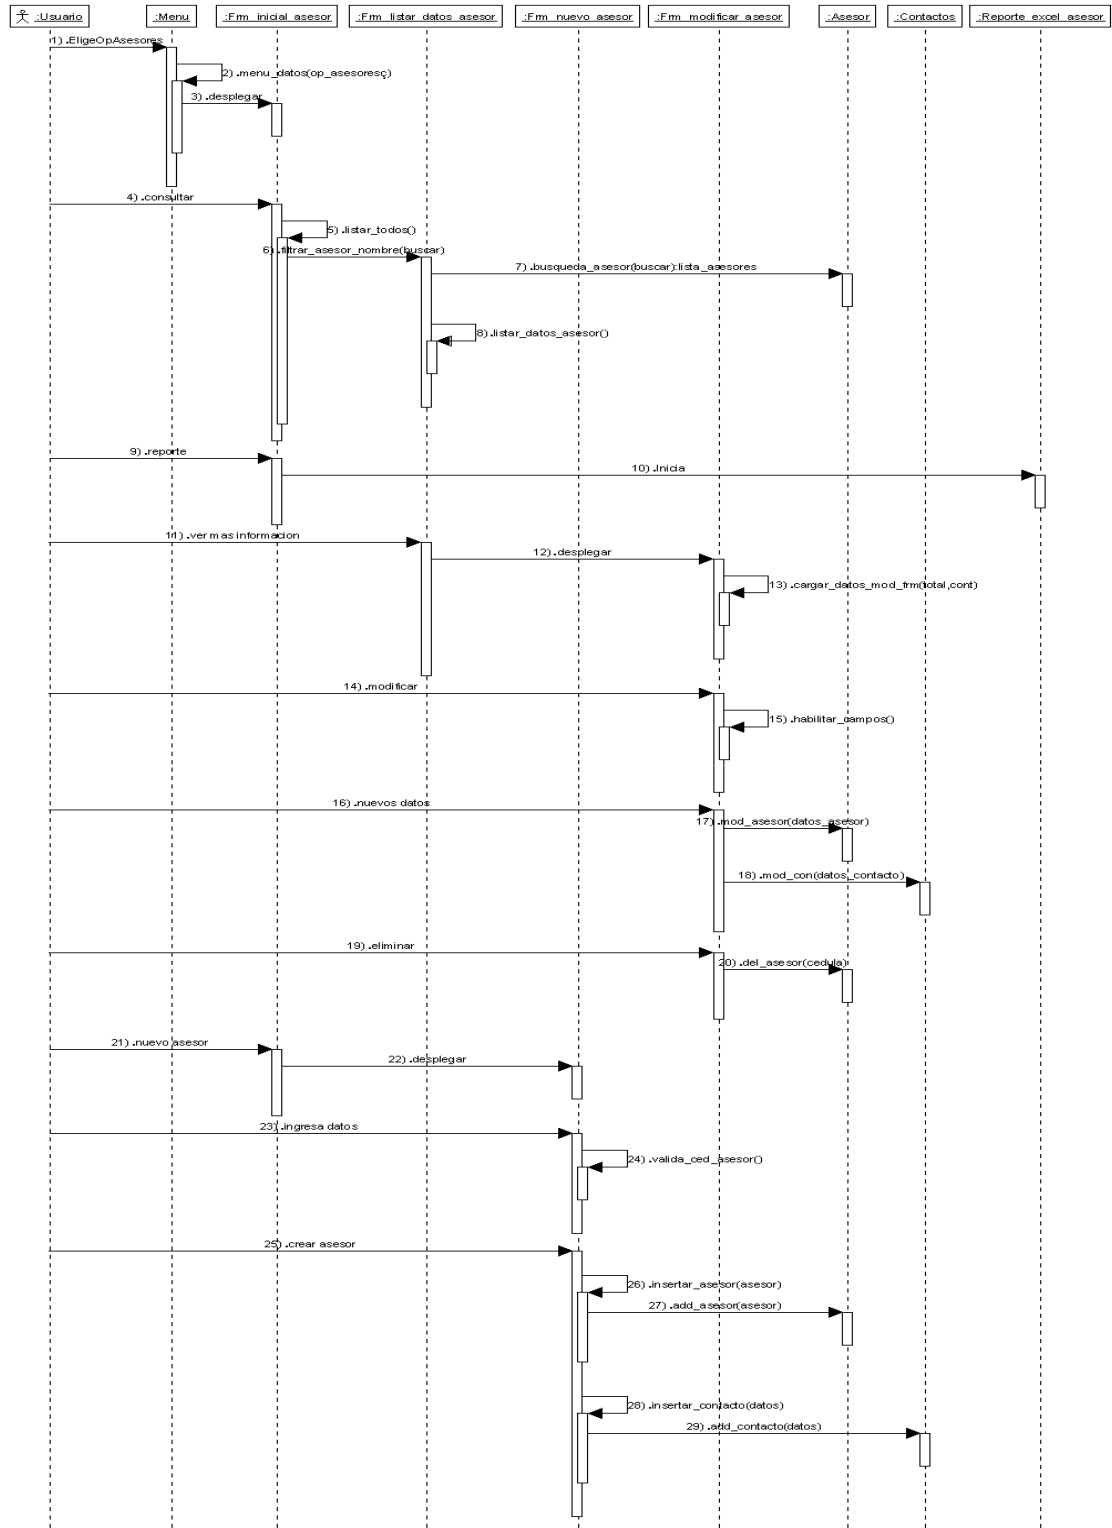 :Usuario
:Menu
:Frm_inicial_asesor
:Frm_listar_datos_asesor
:Frm_nuevo_asesor
:Frm_modificar_asesor
:Asesor
:Contactos
:Reporte_excel_asesor
1) .EligeOpAsesores
2) .menu_datos(op_asesoresç)
3) .desplegar
4) .consultar
5) .listar_todos()
6) .filtrar_asesor_nombre(buscar)
7) .busqueda_asesor(buscar):lista_asesores
8) .listar_datos_asesor()
9) .reporte
10) .Inicia
11) .ver mas informacion
12) .desplegar
13) .cargar_datos_mod_frm(total,cont)
14) .modificar
15) .habilitar_campos()
16) .nuevos datos
17) .mod_asesor(datos_asesor)
18) .mod_con(datos_contacto)
19) .eliminar
20) .del_asesor(cedula)
21) .nuevo asesor
22) .desplegar
23) .ingresa datos
24) .valida_ced_asesor()
25) .crear asesor
26) .insertar_asesor(asesor)
27) .add_asesor(asesor)
28) .insertar_contacto(datos)
29) .add_contacto(datos)